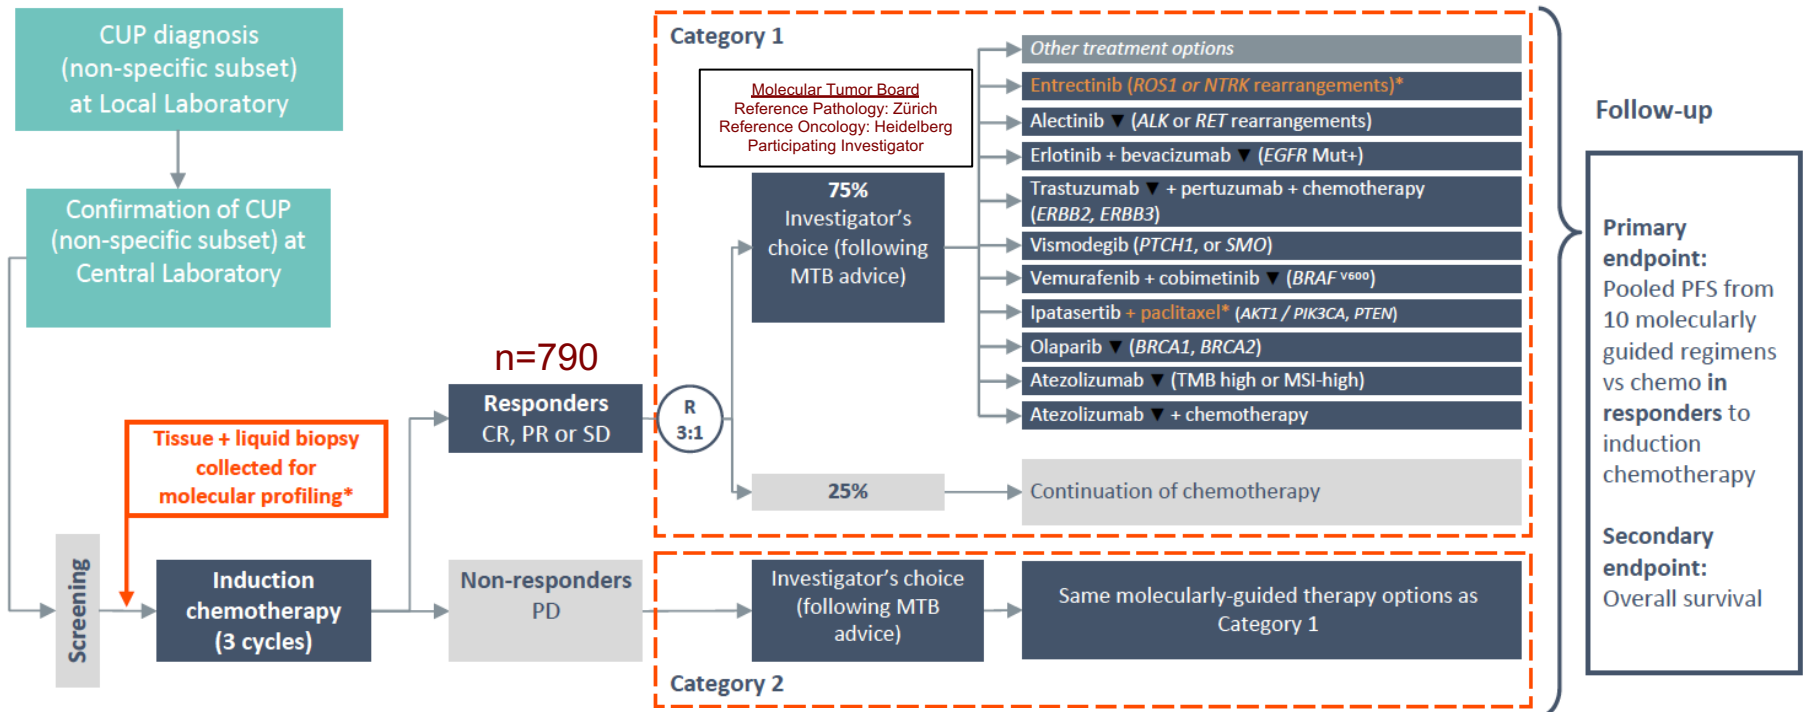 CUP diagnosis
(non-specific subset)
at Local Laboratory
Confirmation of CUP
(non-specific subset) at
Central Laboratory
Tissue + liquid biopsy
collected for
molecular profiling*
Screening
Induction
chemotherapy
(3 cycles)
n=790
Responders
CR, PR or SD
Non-responders
PD
R
3:1
Category 1
Molecular Tumor Board
Reference Pathology: Zürich
Reference Oncology: Heidelberg
Participating Investigator
75%
Investigator's
choice (following
MTB advice)
Other treatment options
Entrectinib (ROS1 or NTRK rearrangements)*
Alectinib ▼ (ALK or RET rearrangements)
Erlotinib + bevacizumab ▼ (EGFR Mut+)
Trastuzumab ▼ + pertuzumab + chemotherapy
(ERBB2, ERBB3)
Vismodegib (PTCH1, or SMO)
Vemurafenib + cobimetinib ▼ (BRAF V600)
Ipatasertib + paclitaxel* (AKT1 / PIK3CA, PTEN)
Olaparib ▼ (BRCA1, BRCA2)
Atezolizumab ▼ (TMB high or MSI-high)
Atezolizumab ▼ + chemotherapy
25%
Continuation of chemotherapy
Investigator's choice
(following MTB
advice)
Same molecularly-guided therapy options as
Category 1
Category 2
Follow-up
Primary
endpoint:
Pooled PFS from
10 molecularly
guided regimens
vs chemo in
responders to
induction
chemotherapy
Secondary
endpoint:
Overall survival